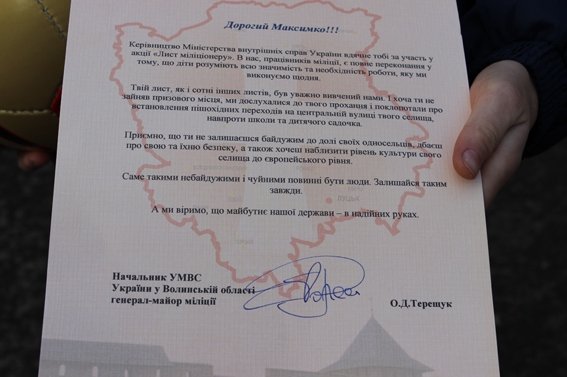 Дорогий Максимко!!!
Керівництво Міністерства внутрішніх справ України вдячне тобі за участь у
акції «Лист міліціонеру». В нас, працівників міліції, є повне переконання у
тому, що діти розуміють всю значимість та необхідність роботи, яку ми
виконуємо щодня.
Твій лист, як і сотні інших листів, був уважно вивчений нами. І хоча ти не
зайняв призового місця, ми дослухалися до твого прохання і поклопотали про
встановлення пішохідних переходів на центральній вулиці твого селища,
навпроти школи та дитячого садочка.
Приємно, що ти не залишаєшся байдужим до долі своїх односельців, дбаєш
про свою та їхню безпеку, а також хочеш наблизити рівень культури свого
селища до європейського рівня.
Саме такими небайдужими і чуйними повинні бути люди. Залишайся таким
завжди.
А ми віримо, що майбутнє нашої держави – в надійних руках.
Начальник УМВС
України у Волинській області
генерал-майор міліції
О.Д.Терещук